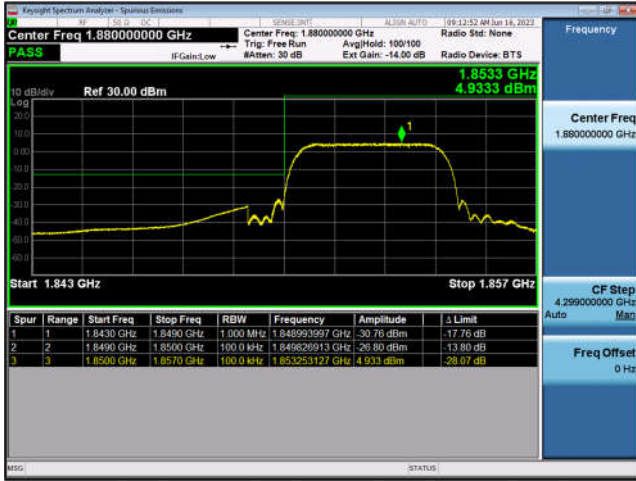 Keysight Spectrum Analyzer - Spurious Emissions
RF 50 Ω DC SENSE:INT ALIGN AUTO 09:12:52 AM Jun 16, 2023
Center Freq 1.880000000 GHz
PASS
IFGain:Low
Center Freq: 1.880000000 GHz
Trig: Free Run Avg|Hold: 100/100
#Atten: 30 dB Ext Gain: -14.00 dB
Radio Std: None
Radio Device: BTS
1.8533 GHz
4.9333 dBm
10 dB/div Ref 30.00 dBm
Log
20.0
10.0
0.00
-10.0
-20.0
-30.0
-40.0
-50.0
-60.0
1
Start 1.843 GHz Stop 1.857 GHz
Spur Range Start Freq Stop Freq RBW Frequency Amplitude Δ Limit
1 1 1.8430 GHz 1.8490 GHz 1.000 MHz 1.848993997 GHz -30.76 dBm -17.76 dB
2 2 1.8490 GHz 1.8500 GHz 100.0 kHz 1.849826913 GHz -26.80 dBm -13.80 dB
3 3 1.8500 GHz 1.8570 GHz 100.0 kHz 1.853253127 GHz 4.933 dBm -28.07 dB
Frequency
Center Freq
1.880000000 GHz
CF Step
4.299000000 GHz
Auto Man
Freq Offset
0 Hz
MSG STATUS